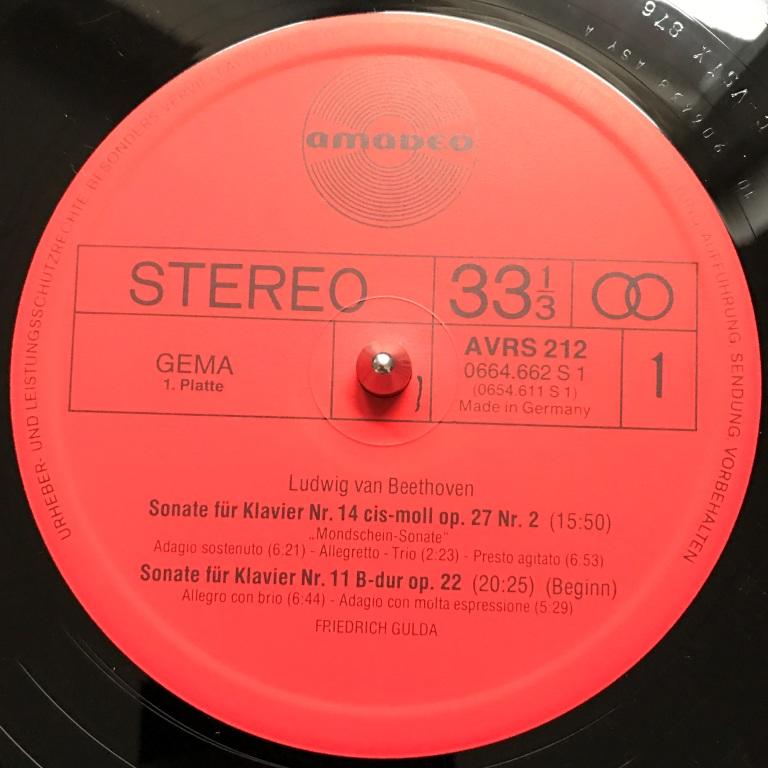 amadeo
STEREO
33 1/3
GEMA
1. Platte
AVRS 212
0664.662 S 1
(0654.611 S 1)
Made in Germany
1
Ludwig van Beethoven
Sonate für Klavier Nr. 14 cis-moll op. 27 Nr. 2 (15:50)
„Mondschein-Sonate"
Adagio sostenuto (6:21) - Allegretto - Trio (2:23) - Presto agitato (6:53)
Sonate für Klavier Nr. 11 B-dur op. 22 (20:25) (Beginn)
Allegro con brio (6:44) - Adagio con molta espressione (5:29)
FRIEDRICH GULDA
URHEBER- UND LEISTUNGSSCHUTZRECHTE BESONDERS AUFFÜHRUNG SENDUNG VORBEHALTEN